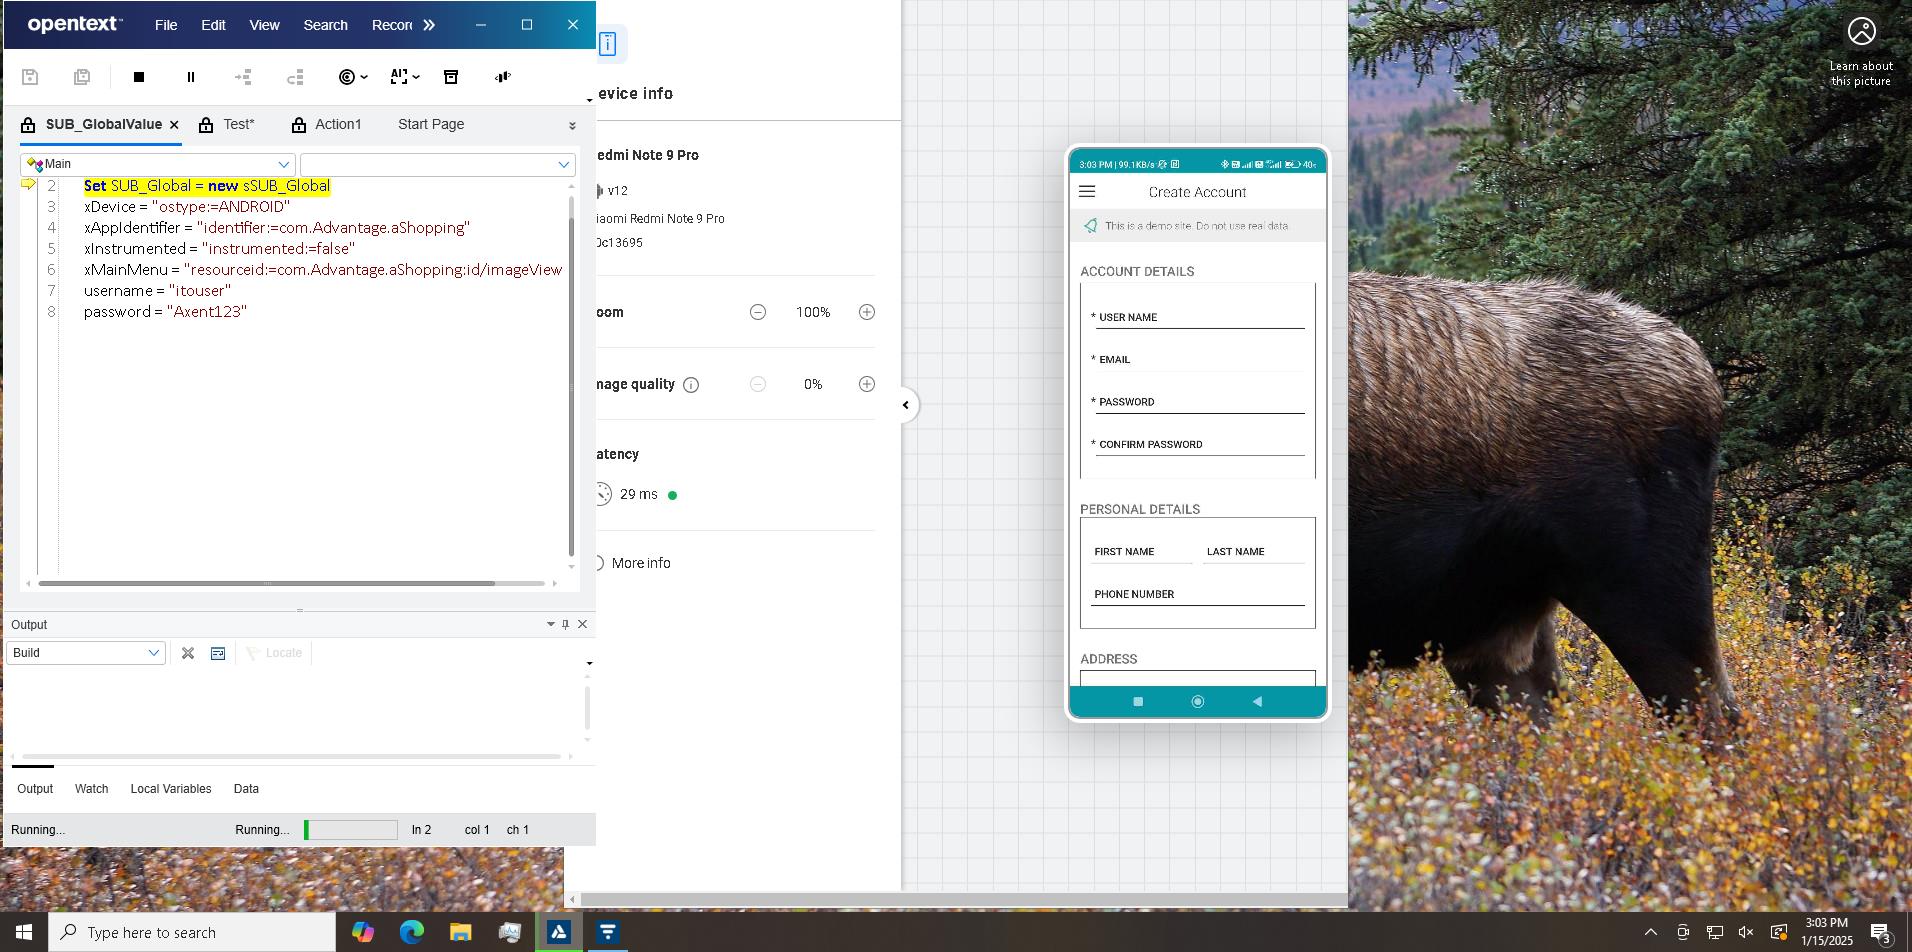 opentext™ File Edit View Search Recor
SUB_GlobalValue Test* Action1 Start Page
Main
2 Set SUB_Global = new sSUB_Global
3 xDevice = "ostype:=ANDROID"
4 xAppIdentifier = "identifier:=com.Advantage.aShopping"
5 xInstrumented = "instrumented:=false"
6 xMainMenu = "resourceid:=com.Advantage.aShopping:id/imageView
7 username = "itouser"
8 password = "Axent123"
Output
Build
Locate
Output Watch Local Variables Data
Running... Running... ln 2 col 1 ch 1
evice info
edmi Note 9 Pro
v12
iaomi Redmi Note 9 Pro
0c13695
oom 100%
mage quality 0%
atency
29 ms
More info
3:03 PM | 99.1KB/s
Create Account
This is a demo site. Do not use real data.
ACCOUNT DETAILS
* USER NAME
* EMAIL
* PASSWORD
* CONFIRM PASSWORD
PERSONAL DETAILS
FIRST NAME LAST NAME
PHONE NUMBER
ADDRESS
Learn about
this picture
Type here to search
3:03 PM
1/15/2025
3